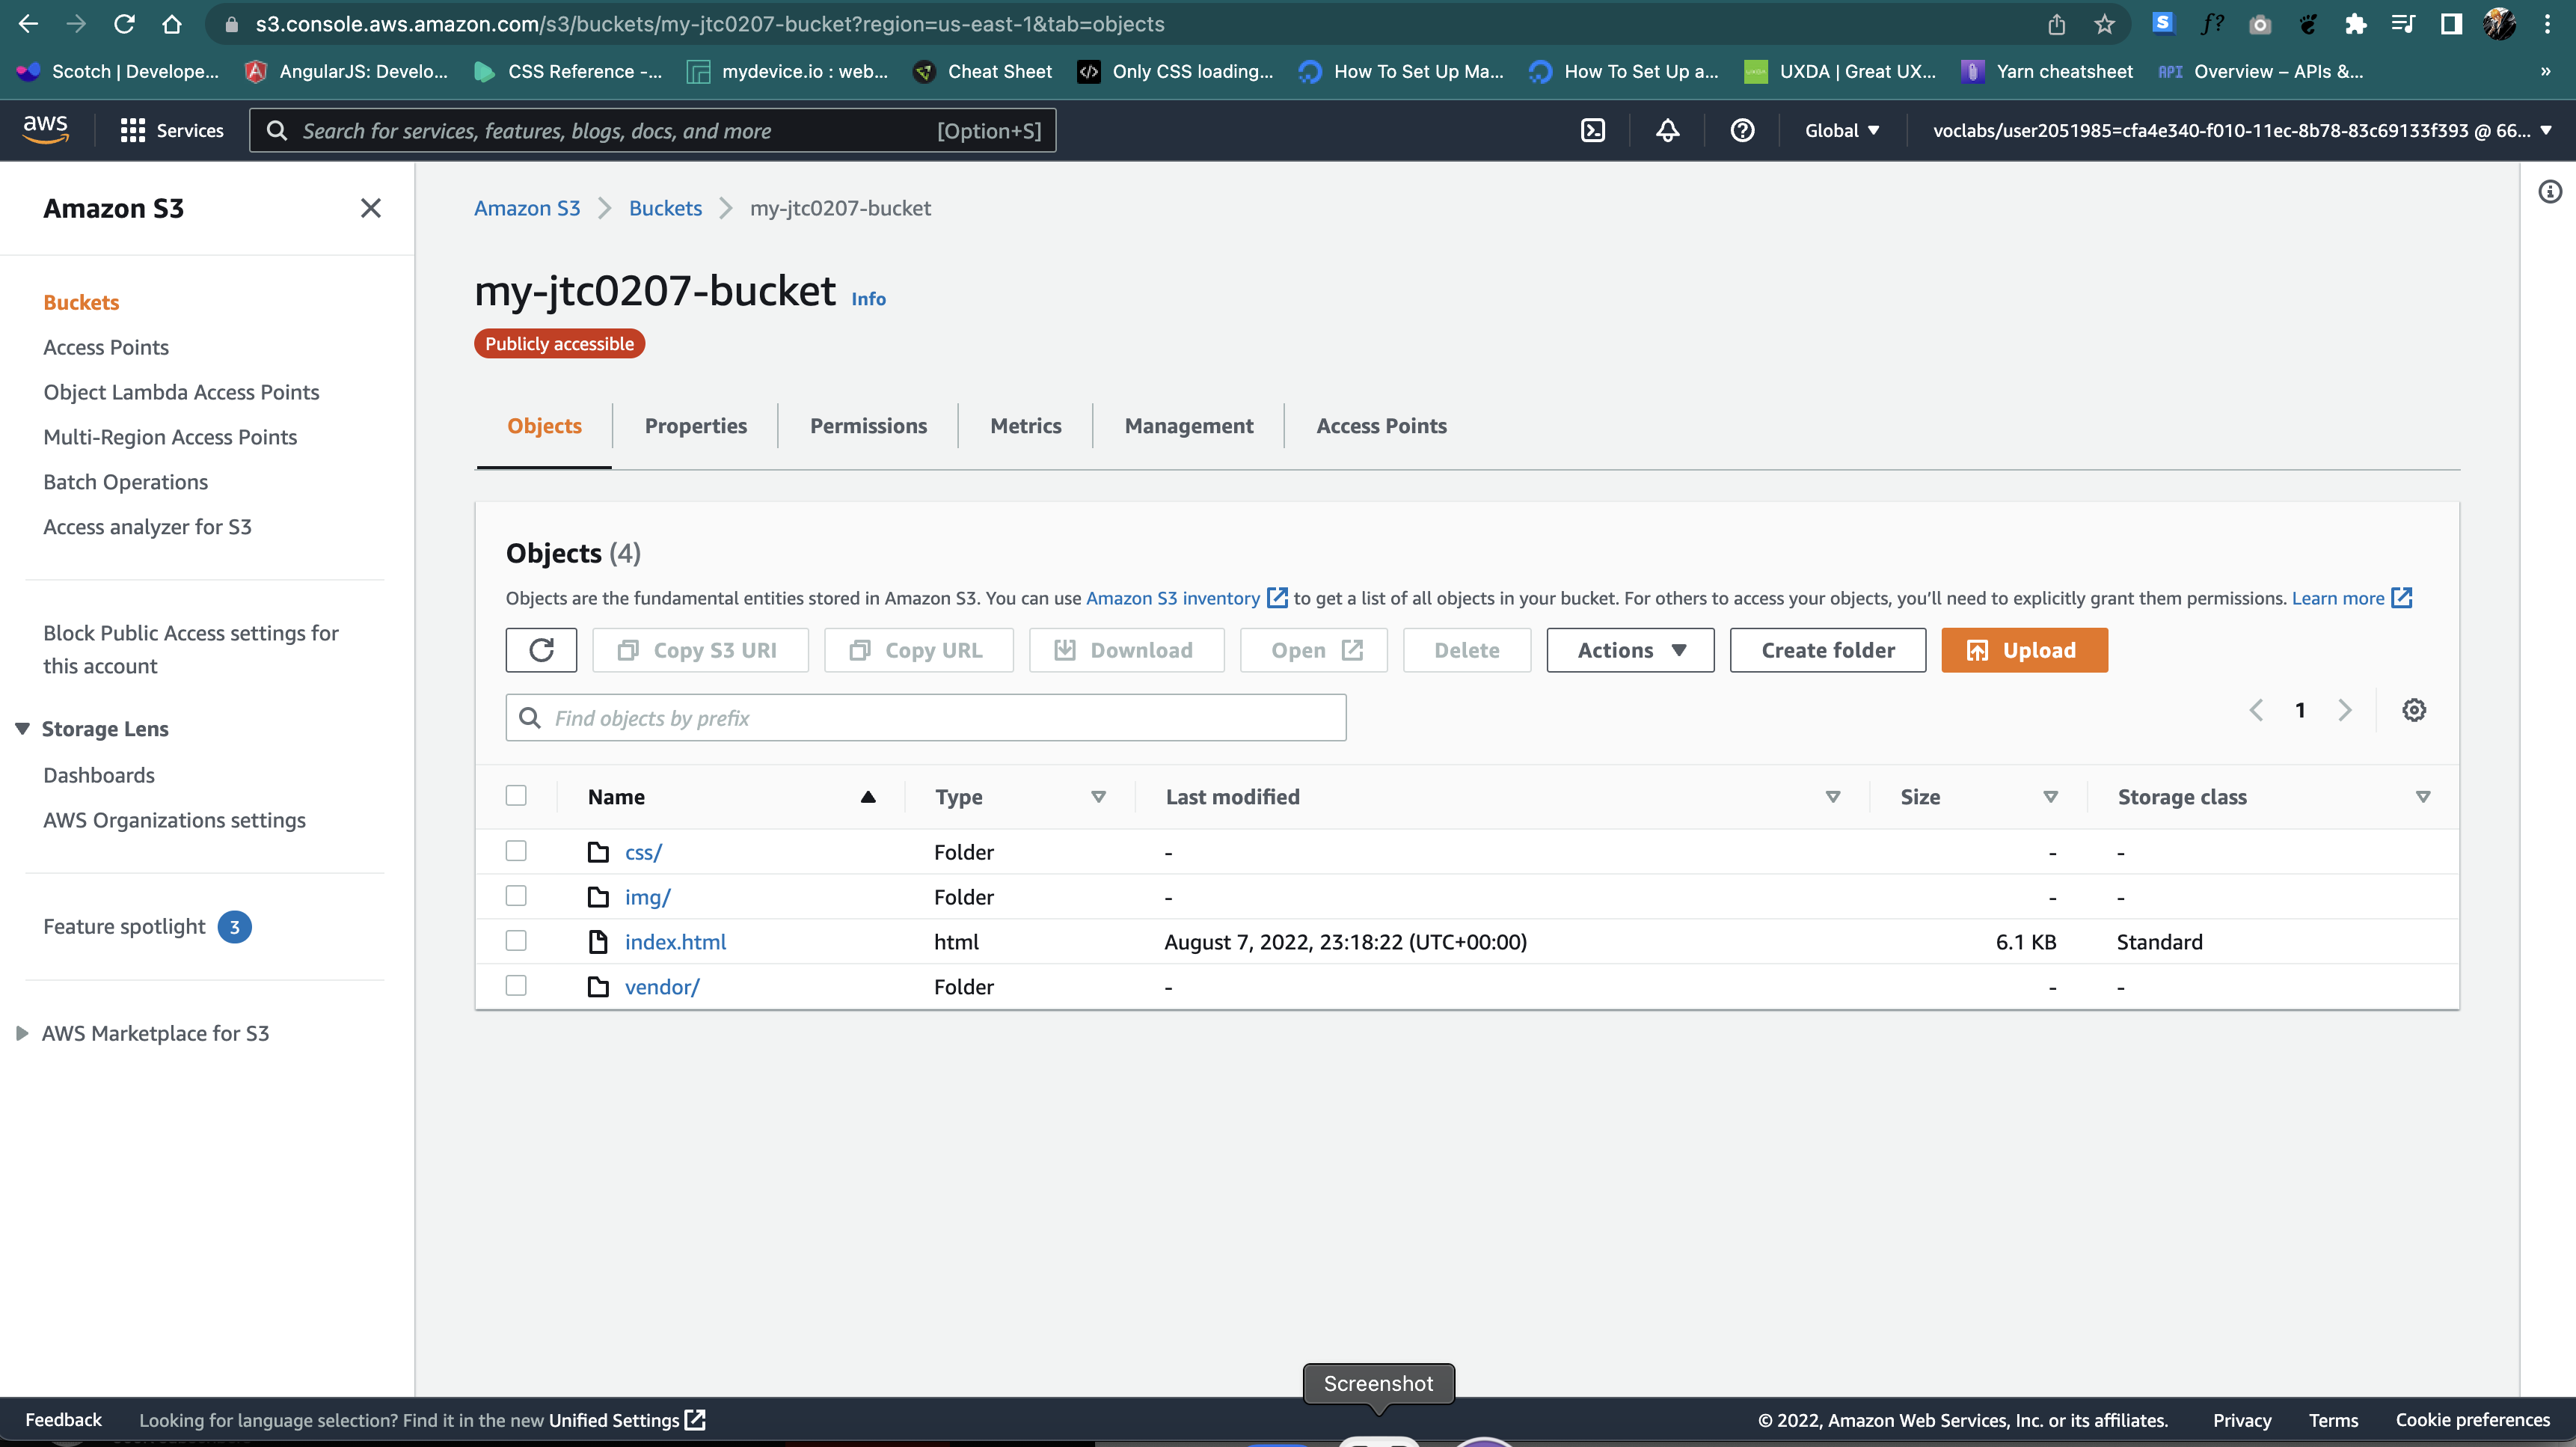 s3.console.aws.amazon.com/s3/buckets/my-jtc0207-bucket?region=us-east-1&tab=objects
Scotch | Develope... AngularJS: Develo... CSS Reference -... mydevice.io : web... Cheat Sheet Only CSS loading... How To Set Up Ma... How To Set Up a... UXDA | Great UX... Yarn cheatsheet API Overview – APIs &... »
aws Services Search for services, features, blogs, docs, and more [Option+S] Global voclabs/user2051985=cfa4e340-f010-11ec-8b78-83c69133f393 @ 66...
Amazon S3
Buckets
Access Points
Object Lambda Access Points
Multi-Region Access Points
Batch Operations
Access analyzer for S3
Block Public Access settings for
this account
Storage Lens
Dashboards
AWS Organizations settings
Feature spotlight 3
AWS Marketplace for S3
Amazon S3 > Buckets > my-jtc0207-bucket
my-jtc0207-bucket Info
Publicly accessible
Objects Properties Permissions Metrics Management Access Points
Objects (4)
Objects are the fundamental entities stored in Amazon S3. You can use Amazon S3 inventory to get a list of all objects in your bucket. For others to access your objects, you'll need to explicitly grant them permissions. Learn more
Copy S3 URI Copy URL Download Open Delete Actions Create folder Upload
Find objects by prefix 1
Name Type Last modified Size Storage class
css/ Folder - - -
img/ Folder - - -
index.html html August 7, 2022, 23:18:22 (UTC+00:00) 6.1 KB Standard
vendor/ Folder - - -
Screenshot
Feedback Looking for language selection? Find it in the new Unified Settings © 2022, Amazon Web Services, Inc. or its affiliates. Privacy Terms Cookie preferences